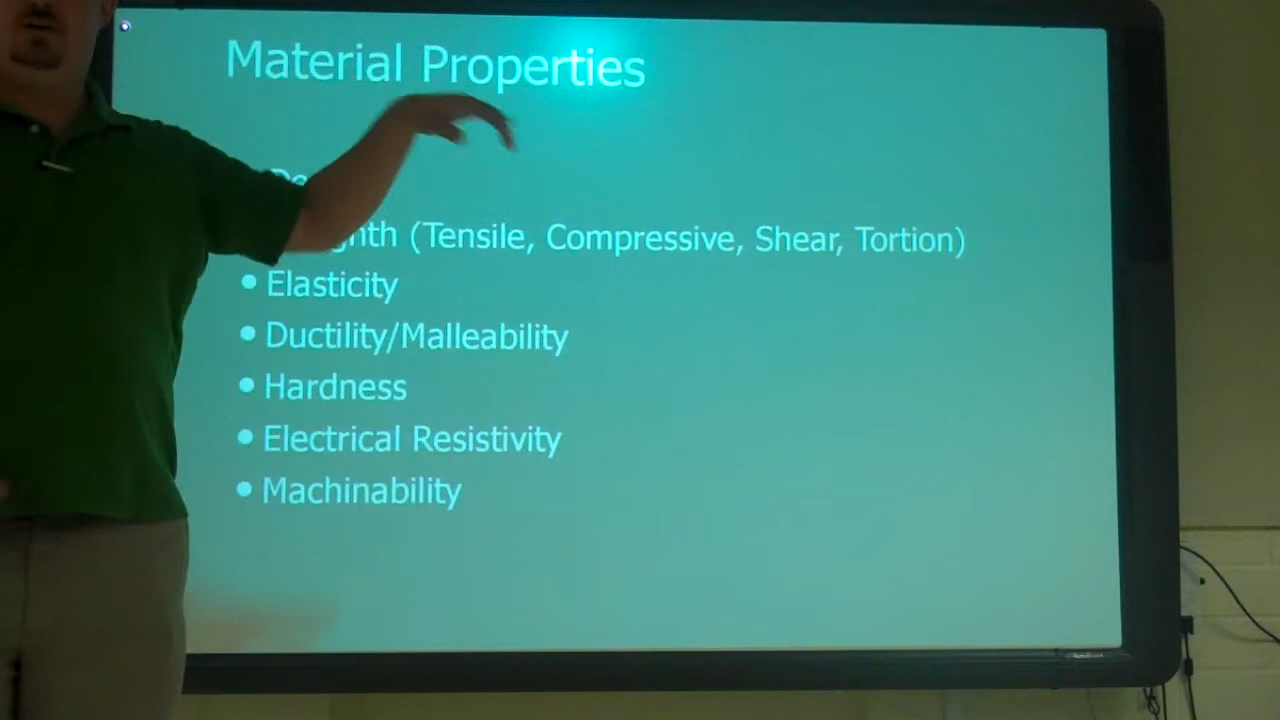 Material Properties
(Tensile, Compressive, Shear, Tortion)
• Elasticity
• Ductility/Malleability
• Hardness
• Electrical Resistivity
• Machinability